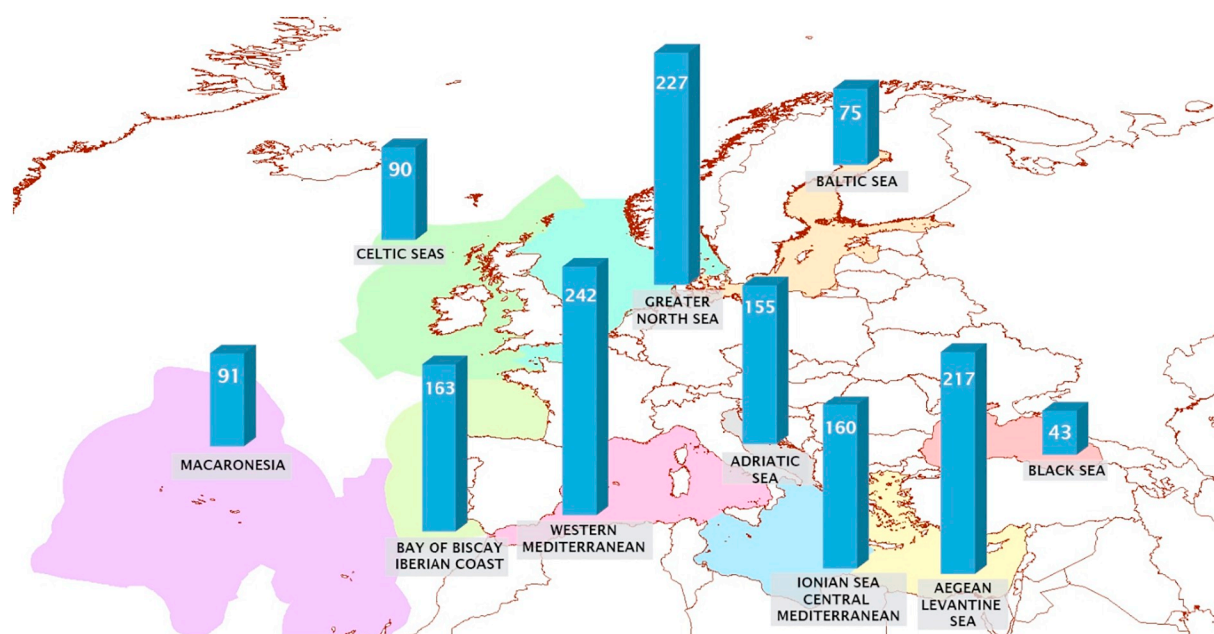 227
75
BALTIC SEA
90
CELTIC SEAS
GREATER
NORTH SEA
242
155
91
MACARONESIA
163
217
160
43
BLACK SEA
ADRIATIC
SEA
BAY OF BISCAY
IBERIAN COAST
WESTERN
MEDITERRANEAN
IONIAN SEA
CENTRAL
MEDITERRANEAN
AEGEAN
LEVANTINE
SEA